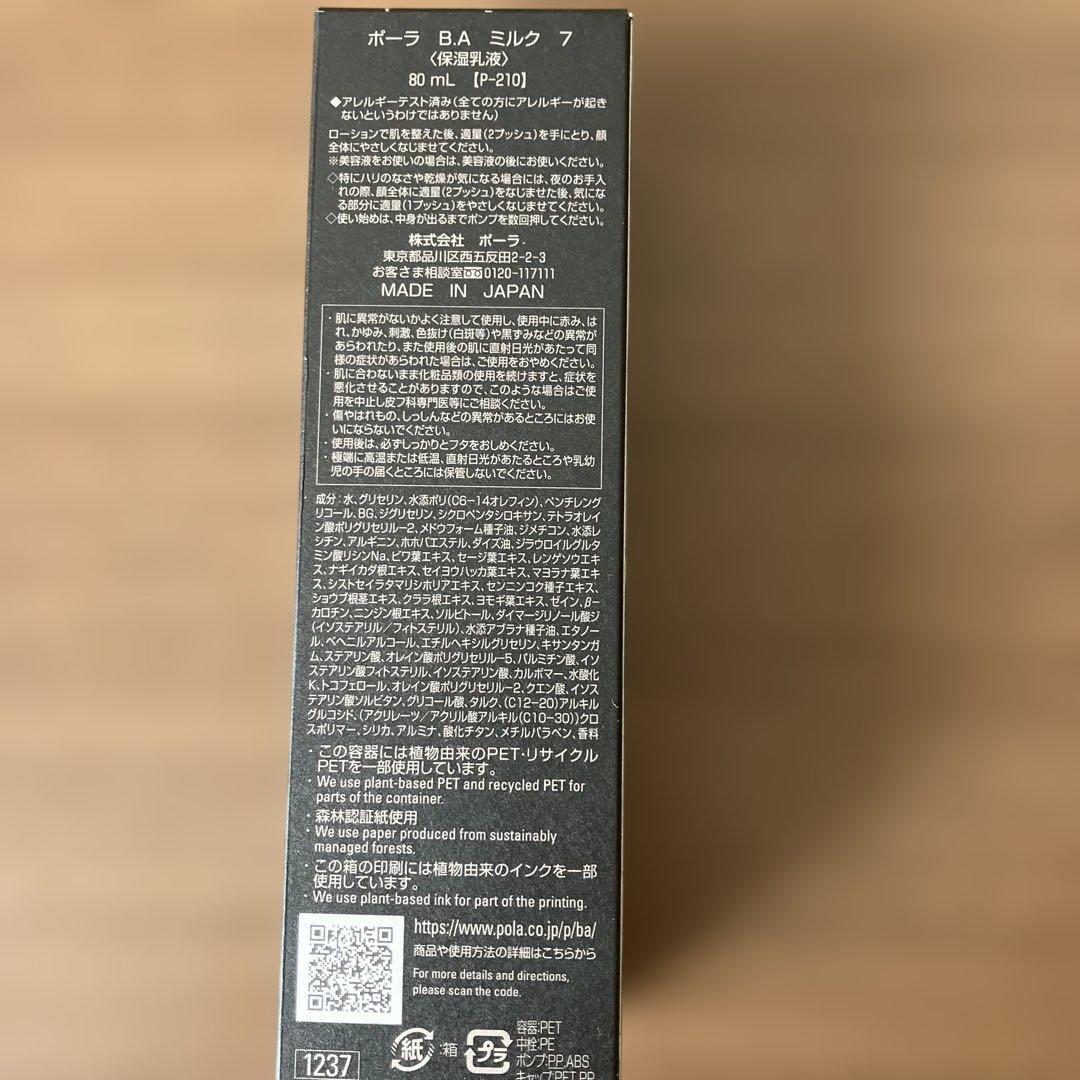 ポーラ B.A ミルク 7
〈保湿乳液〉
80 mL 【P-210】
◆アレルギーテスト済み(全ての方にアレルギーが起き
ないというわけではありません)
ローションで肌を整えた後、適量(2プッシュ)を手にとり、顔
全体にやさしくなじませてください。
※美容液をお使いの場合は、美容液の後にお使いください。
◇特にハリのなさや乾燥が気になる場合には、夜のお手入
れの際、顔全体に適量(2プッシュ)をなじませた後、気にな
る部分に適量(1プッシュ)をやさしくなじませてください。
◇使い始めは、中身が出るまでポンプを数回押してください。
株式会社 ポーラ
東京都品川区西五反田2-2-3
お客さま相談室 0120-117111
MADE IN JAPAN
・肌に異常がないかよく注意して使用し、使用中に赤み、は
れ、かゆみ、刺激、色抜け(白斑等)や黒ずみなどの異常が
あらわれたり、また使用後の肌に直射日光があたって同
様の症状があらわれた場合は、ご使用をおやめください。
・肌に合わないまま化粧品類の使用を続けますと、症状を
悪化させることがありますので、このような場合はご使
用を中止し皮フ科専門医等にご相談ください。
・傷やはれもの、しっしんなどの異常があるところにはお使
いにならないでください。
・使用後は、必ずしっかりとフタをおしめください。
・極端に高温または低温、直射日光があたるところや乳幼
児の手の届くところには保管しないでください。
成分:水、グリセリン、水添ポリ(C6-14オレフィン)、ペンチレング
リコール、BG、ジグリセリン、シクロペンタシロキサン、テトラオレイ
ン酸ポリグリセリル-2、メドウフォーム種子油、ジメチコン、水添レ
シチン、アルギニン、ホホバエステル、ダイズ油、ジラウロイルグルタ
ミン酸リシンNa、ビワ葉エキス、セージ葉エキス、レンゲソウエキ
ス、ナギイカダ根エキス、セイヨウハッカ葉エキス、マヨラナ葉エキ
ス、シストセイラタマリシホリアエキス、センニンコク種子エキス、
ショウブ根茎エキス、クララ根エキス、ヨモギ葉エキス、ゼイン、β-
カロチン、ニンジン根エキス、ソルビトール、ダイマージリノール酸ジ
(イソステアリル/フィトステリル)、水添アブラナ種子油、エタノー
ル、ベヘニルアルコール、エチルヘキシルグリセリン、キサンタンガ
ム、ステアリン酸、オレイン酸ポリグリセリル-5、パルミチン酸、イソ
ステアリン酸フィトステリル、イソステアリン酸、カルボマー、水酸化
K、トコフェロール、オレイン酸ポリグリセリル-2、クエン酸、イソス
テアリン酸ソルビタン、グリコール酸、タルク、(C12-20)アルキル
グルコシド、(アクリレーツ/アクリル酸アルキル(C10-30))クロ
スポリマー、シリカ、アルミナ、酸化チタン、メチルパラベン、香料
・この容器には植物由来のPET・リサイクル
PETを一部使用しています。
・We use plant-based PET and recycled PET for
parts of the container.
・森林認証紙使用
・We use paper produced from sustainably
managed forests.
・この箱の印刷には植物由来のインクを一部
使用しています。
・We use plant-based ink for part of the printing.
https://www.pola.co.jp/p/ba/
商品や使用方法の詳細はこちらから
For more details and directions,
please scan the code.
1237
紙 :箱
プラ
容器:PET
中栓:PE
ポンプ:PP,ABS
キャップ:PET,PP